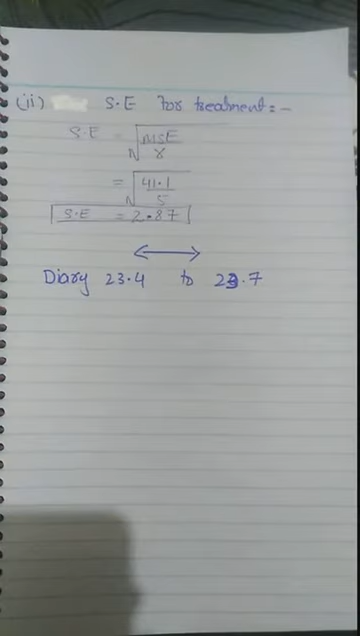 (ii) S.E for treatment:-
S.E = √MSE/r
= √41.1/5
S.E = 2.87
Diary 23.4 to 23.7